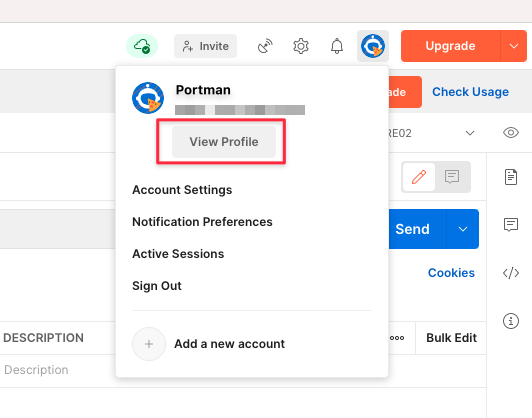 Invite
Upgrade
Portman
ade
Check Usage
RE02
View Profile
Account Settings
Notification Preferences
Send
Active Sessions
Cookies
Sign Out
DESCRIPTION
Bulk Edit
Add a new account
Description